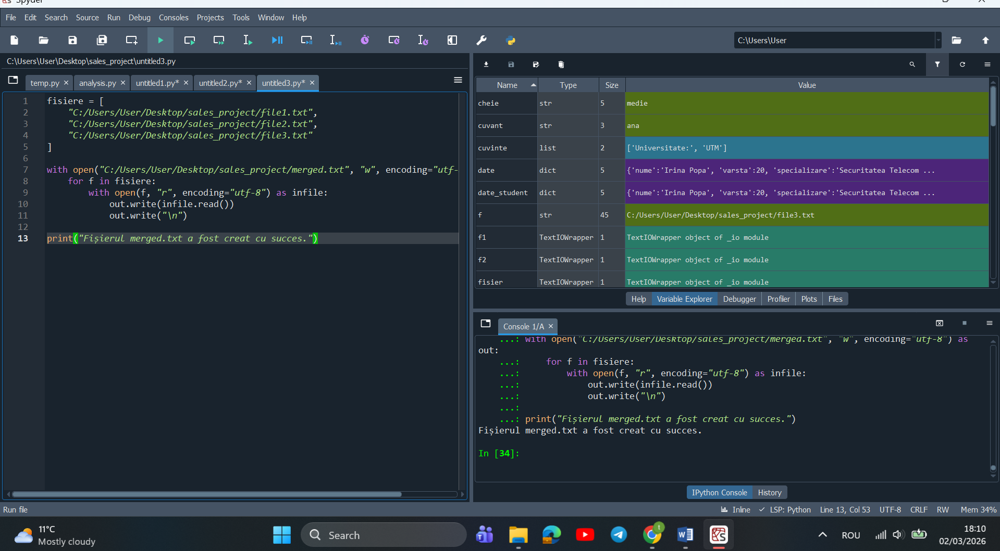 Spyder
File Edit Search Source Run Debug Consoles Projects Tools Window Help
C:\Users\User
C:\Users\User\Desktop\sales_project\untitled3.py
temp.py analysis.py untitled1.py* untitled2.py* untitled3.py*
1 fisiere = [
2 "C:/Users/User/Desktop/sales_project/file1.txt",
3 "C:/Users/User/Desktop/sales_project/file2.txt",
4 "C:/Users/User/Desktop/sales_project/file3.txt"
5 ]
6
7 with open("C:/Users/User/Desktop/sales_project/merged.txt", "w", encoding="utf-
8 for f in fisiere:
9 with open(f, "r", encoding="utf-8") as infile:
10 out.write(infile.read())
11 out.write("\n")
12
13 print("Fișierul merged.txt a fost creat cu succes.")
Name Type Size Value
cheie str 5 medie
cuvant str 3 ana
cuvinte list 2 ['Universitate:', 'UTM']
date dict 5 {'nume':'Irina Popa', 'varsta':20, 'specializare':'Securitatea Telecom ...
date_student dict 5 {'nume':'Irina Popa', 'varsta':20, 'specializare':'Securitatea Telecom ...
f str 45 C:/Users/User/Desktop/sales_project/file3.txt
f1 TextIOWrapper 1 TextIOWrapper object of _io module
f2 TextIOWrapper 1 TextIOWrapper object of _io module
fisier TextIOWrapper 1 TextIOWrapper object of _io module
Help Variable Explorer Debugger Profiler Plots Files
Console 1/A
...: with open("C:/Users/User/Desktop/sales_project/merged.txt", "w", encoding="utf-8") as
out:
...: for f in fisiere:
...: with open(f, "r", encoding="utf-8") as infile:
...: out.write(infile.read())
...: out.write("\n")
...:
...: print("Fișierul merged.txt a fost creat cu succes.")
Fișierul merged.txt a fost creat cu succes.
In [34]:
IPython Console History
Run file Inline LSP: Python Line 13, Col 53 UTF-8 CRLF RW Mem 34%
11°C
Mostly cloudy
Search
ROU
18:10
02/03/2026